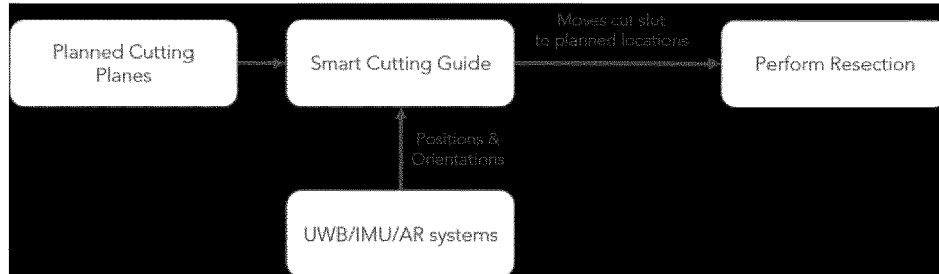 Moves cut slot
to planned locations
Planned Cutting
Planes
Smart Cutting Guide
Perform Resection
Positions &
Orientations
UWB/IMU/AR systems